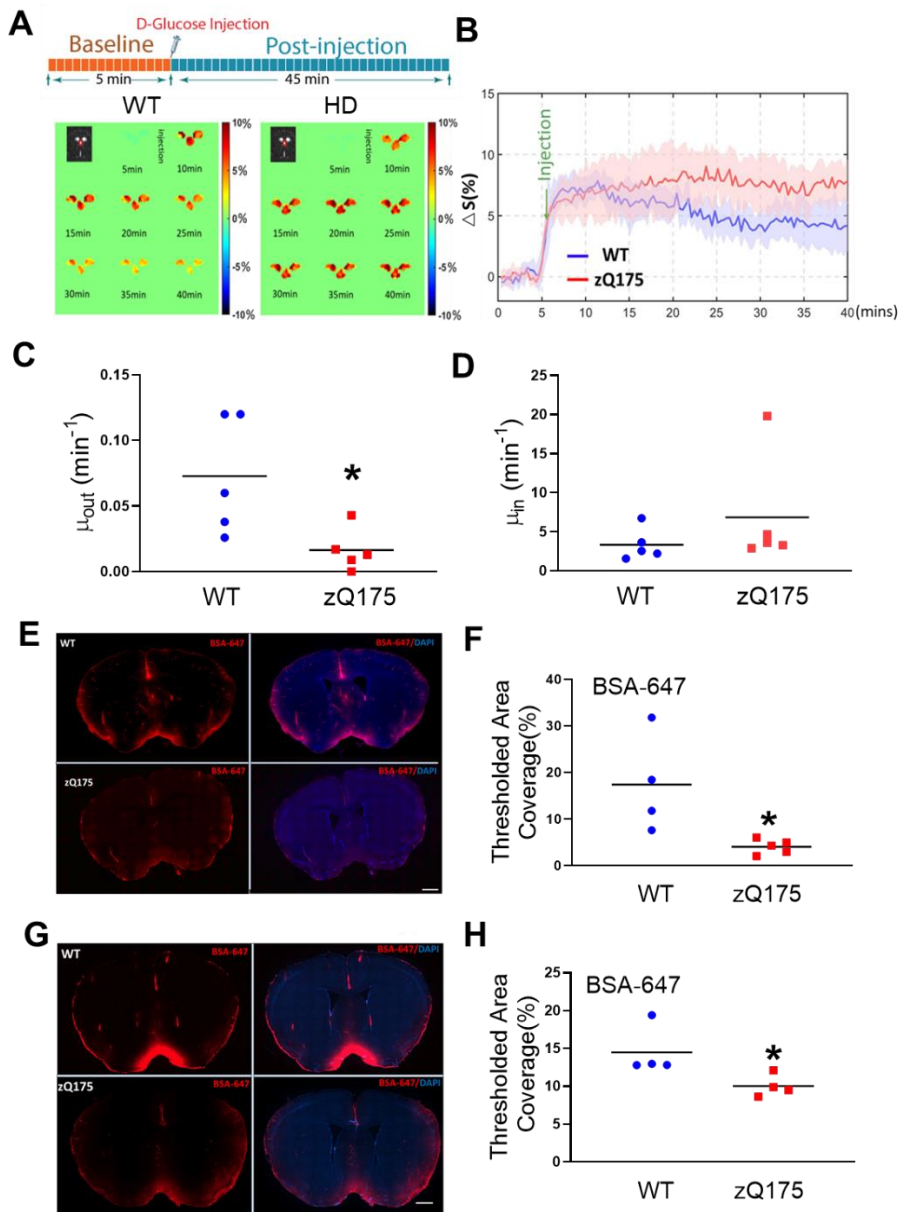 A
D-Glucose Injection
Baseline
Post-injection
5 min
45 min
WT
HD
Injection
5min
10min
15min
20min
25min
30min
35min
40min
10%
5%
0%
-5%
-10%
Injection
5min
10min
15min
20min
25min
30min
35min
40min
10%
5%
0%
-5%
-10%
B
△ S(%)
15
10
5
0
Injection
WT
zQ175
0
5
10
15
20
25
30
35
40
(mins)
C
μout (min⁻¹)
0.15
0.10
0.05
0.00
*
WT
zQ175
D
μin (min⁻¹)
25
20
15
10
5
0
WT
zQ175
E
WT
BSA-647
BSA-647/DAPI
zQ175
BSA-647
BSA-647/DAPI
F
BSA-647
Thresholded Area
Coverage(%)
40
30
20
10
0
*
WT
zQ175
G
WT
BSA-647
BSA-647/DAPI
zQ175
BSA-647
BSA-647/DAPI
H
BSA-647
Thresholded Area
Coverage(%)
25
20
15
10
5
0
*
WT
zQ175